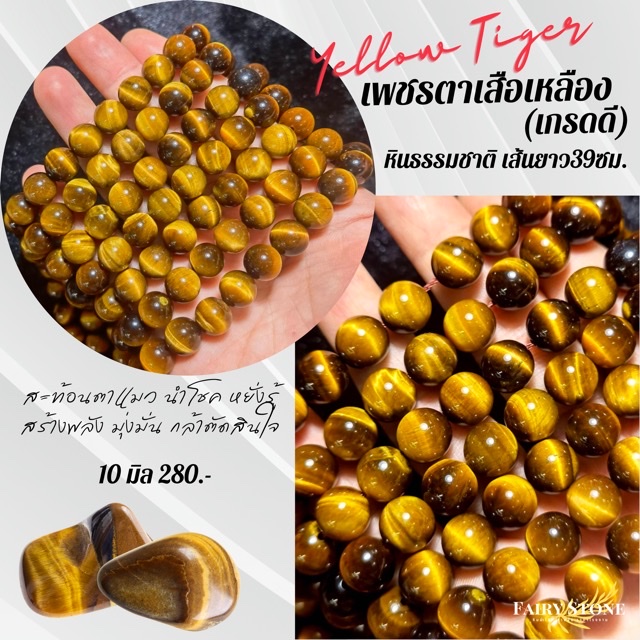 Yellow Tiger
เพชรตาเสือเหลือง
(เกรดดี)
หินธรรมชาติ เส้นยาว39ซม.
สะท้อนตาแมว นำโชค หยั่งรู้
สร้างพลัง มุ่งมั่น กล้าตัดสินใจ
10 มิล 280.-
FAIRY STONE